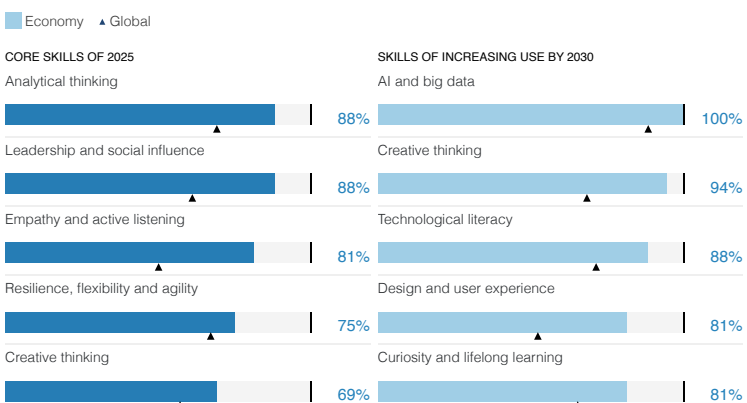 Economy Global
CORE SKILLS OF 2025
Analytical thinking
88%
Leadership and social influence
88%
Empathy and active listening
81%
Resilience, flexibility and agility
75%
Creative thinking
69%
SKILLS OF INCREASING USE BY 2030
AI and big data
100%
Creative thinking
94%
Technological literacy
88%
Design and user experience
81%
Curiosity and lifelong learning
81%